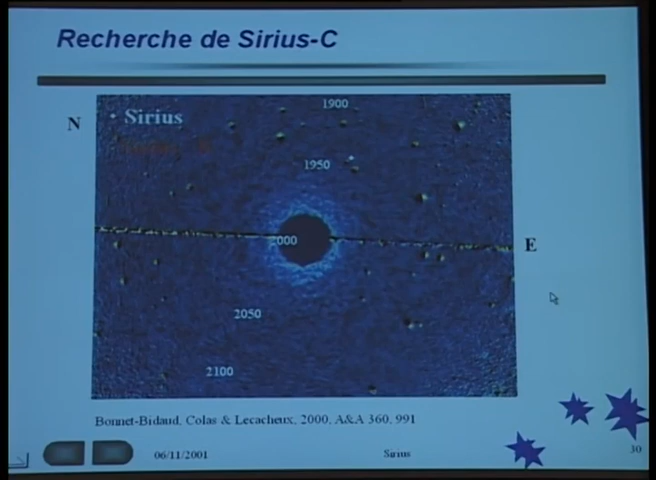 Recherche de Sirius-C
N
Sirius
1900
1950
2000
E
2050
2100
Bonnet-Bidaud, Colas & Lecacheux, 2000, A&A 360, 991
06/11/2001
Sirius
30